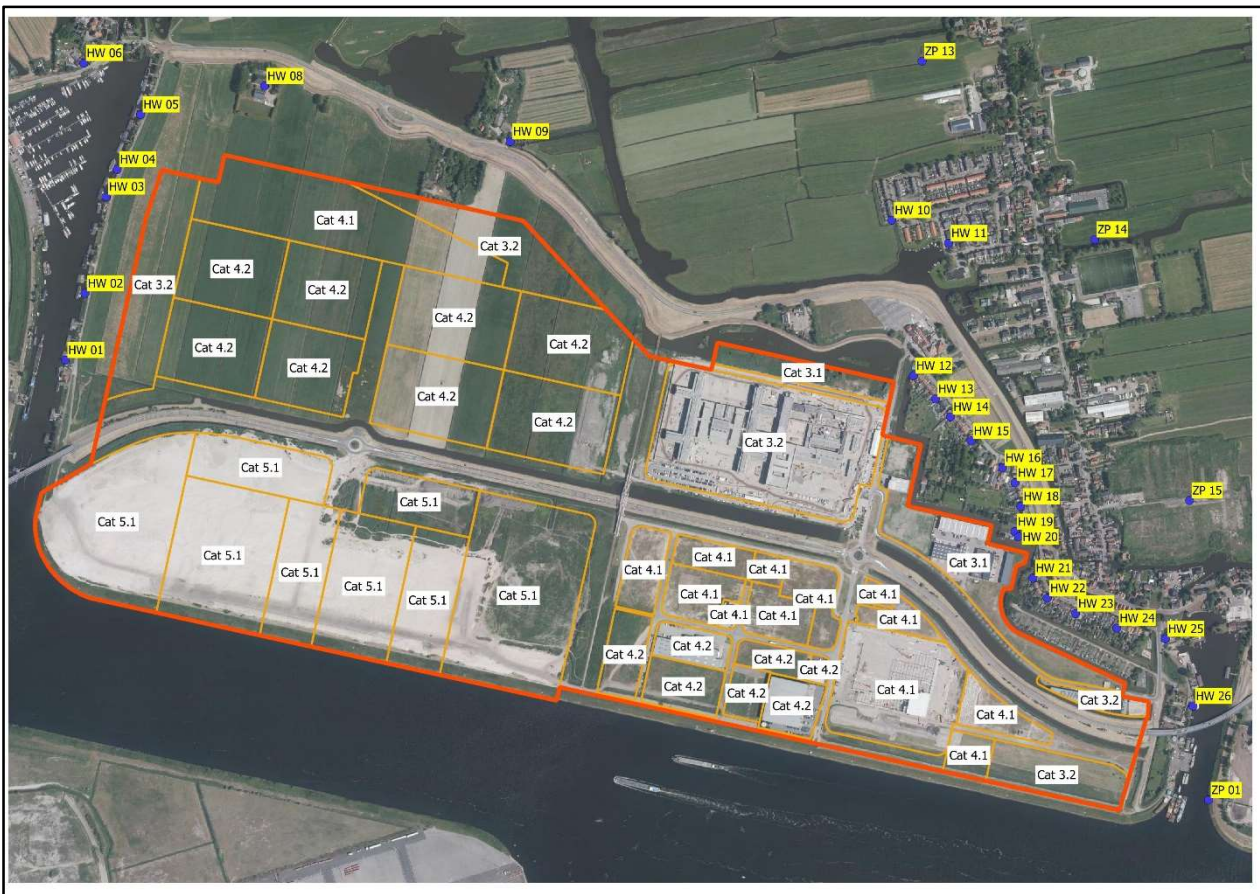 HW 06
HW 08
ZP 13
HW 05
HW 09
HW 04
HW 03
HW 10
HW 11
ZP 14
Cat 4.1
Cat 3.2
Cat 4.2
Cat 3.2
Cat 4.2
HW 02
Cat 4.2
Cat 4.2
Cat 4.2
Cat 4.2
HW 01
Cat 4.2
Cat 4.2
Cat 3.1
HW 12
HW 13
HW 14
Cat 4.2
HW 15
Cat 3.2
HW 16
HW 17
Cat 5.1
HW 18
ZP 15
Cat 5.1
Cat 5.1
HW 19
HW 20
Cat 5.1
Cat 4.1
Cat 4.1
Cat 4.1
Cat 3.1
HW 21
Cat 5.1
Cat 5.1
Cat 5.1
Cat 5.1
Cat 4.1
Cat 4.1
Cat 4.1
Cat 4.1
Cat 4.1
Cat 4.1
HW 22
HW 23
HW 24
HW 25
Cat 4.2
Cat 4.2
Cat 4.2
Cat 4.2
Cat 4.2
Cat 4.2
Cat 4.2
Cat 4.1
Cat 4.1
Cat 3.2
HW 26
Cat 4.1
Cat 3.2
ZP 01